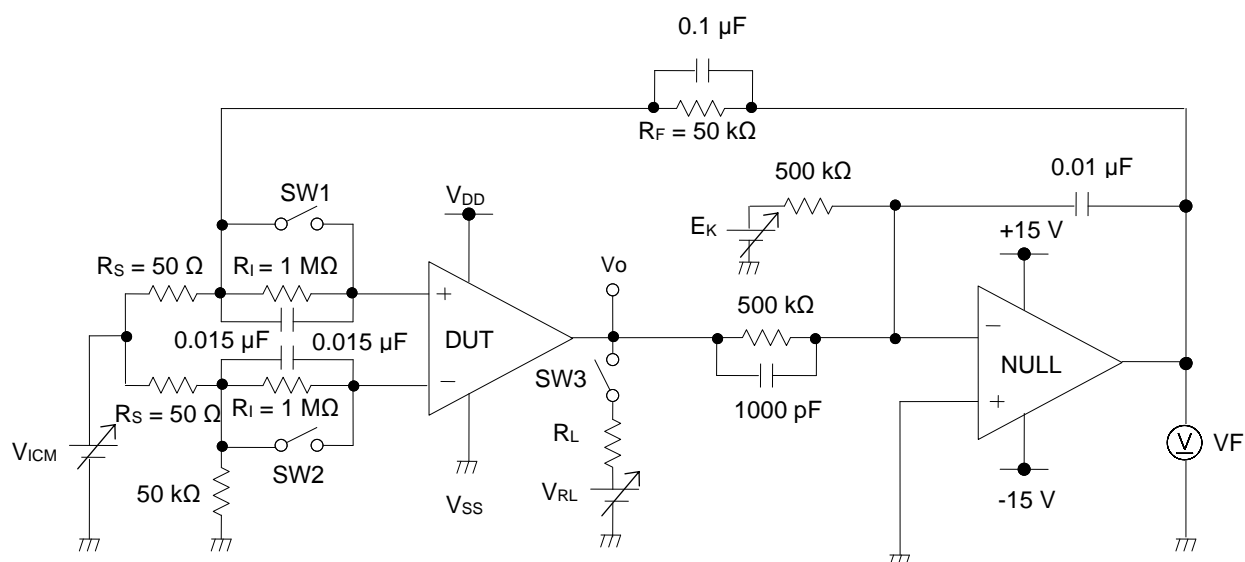 0.1 µF
RF = 50 kΩ
500 kΩ
0.01 µF
SW1
VDD
EK
+15 V
RS = 50 Ω
RI = 1 MΩ
Vo
+
500 kΩ
0.015 µF
0.015 µF
DUT
−
NULL
SW3
−
RS = 50 Ω
RI = 1 MΩ
1000 pF
+
V
VF
VICM
SW2
RL
50 kΩ
VSS
VRL
-15 V